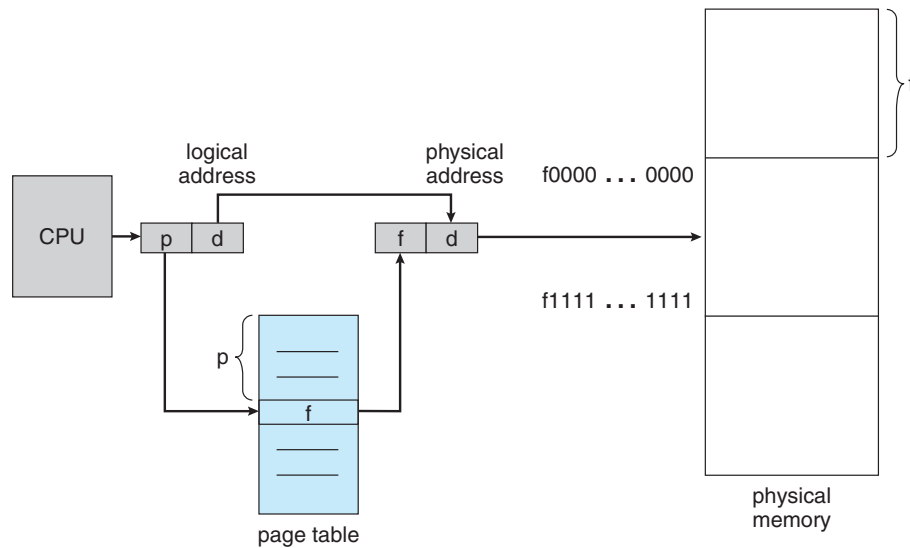 logical
address
physical
address
f0000 ... 0000
CPU
p
d
f
d
f1111 ... 1111
p
f
page table
physical
memory